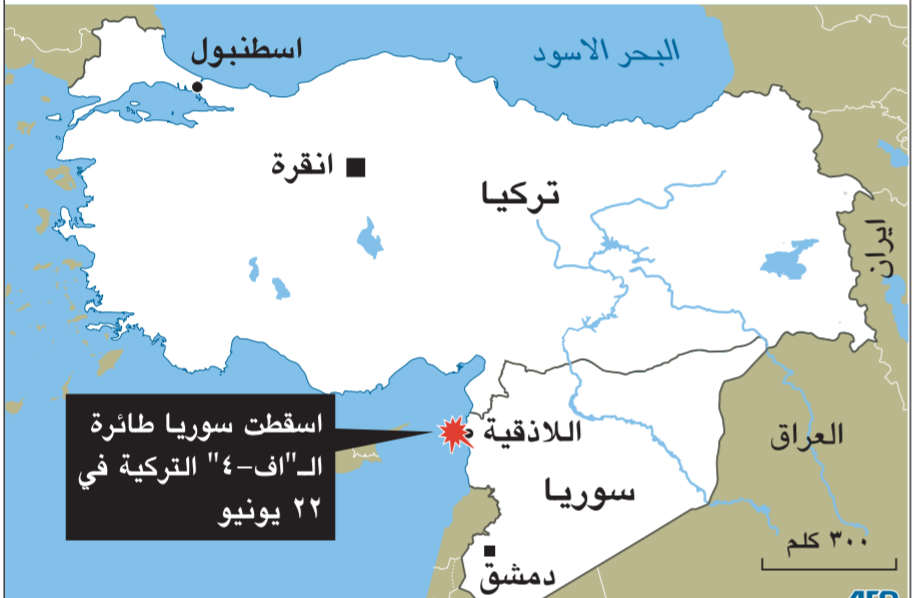 البحر الاسود
اسطنبول
انقرة
تركيا
ايران
اسقطت سوريا طائرة
الـ"اف-٤" التركية في
٢٢ يونيو
اللاذقية
العراق
سوريا
٣٠٠ كلم
دمشق
AFP